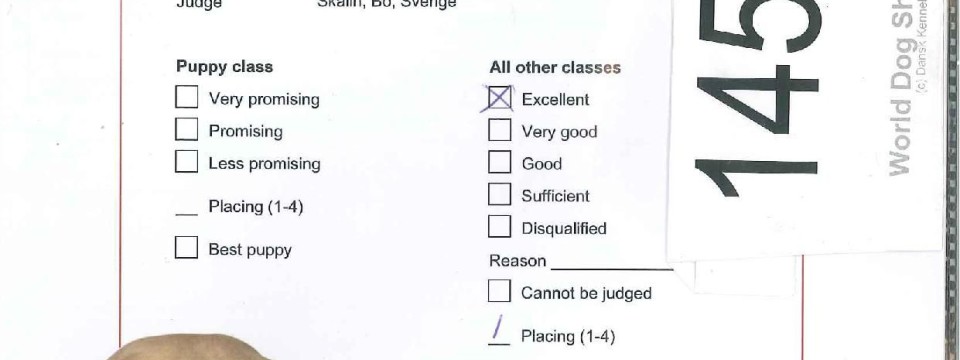 Judge Skalin, Bo, Sverige
Puppy class
Very promising
Promising
Less promising
__ Placing (1-4)
Best puppy
All other classes
Excellent
Very good
Good
Sufficient
Disqualified
Reason
Cannot be judged
1 Placing (1-4)
145
World Dog Sh
(c) Dansk Kennel